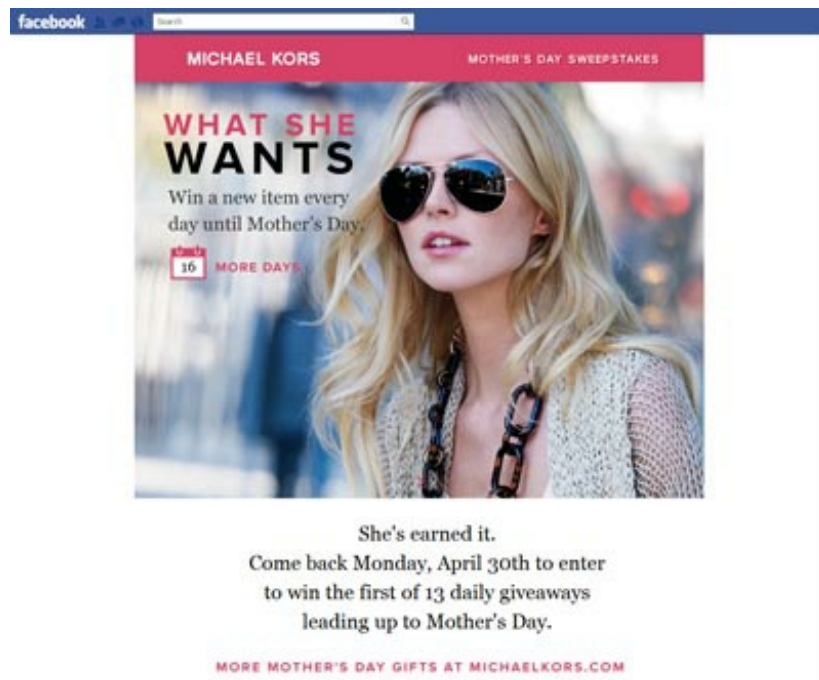 facebook
Search
MICHAEL KORS
MOTHER'S DAY SWEEPSTAKES
WHAT SHE
WANTS
Win a new item every
day until Mother's Day.
16 MORE DAYS
She's earned it.
Come back Monday, April 30th to enter
to win the first of 13 daily giveaways
leading up to Mother's Day.
MORE MOTHER'S DAY GIFTS AT MICHAELKORS.COM